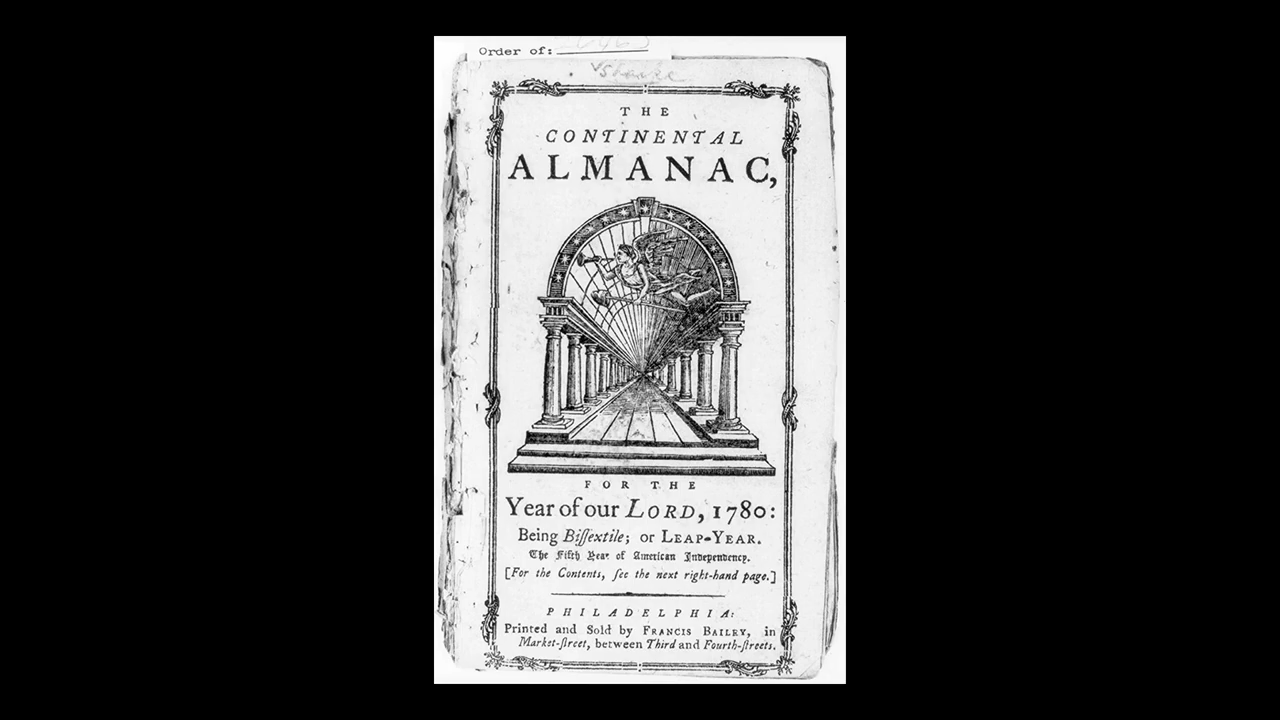 Order of:
THE
CONTINENTAL
ALMANAC,
FOR THE
Year of our LORD, 1780:
Being Biſſextile; or LEAP-YEAR.
The Fifth Year of American Independency.
[For the Contents, ſee the next right-hand page.]
PHILADELPHIA:
Printed and Sold by FRANCIS BAILEY, in
Market-ſtreet, between Third and Fourth-ſtreets.